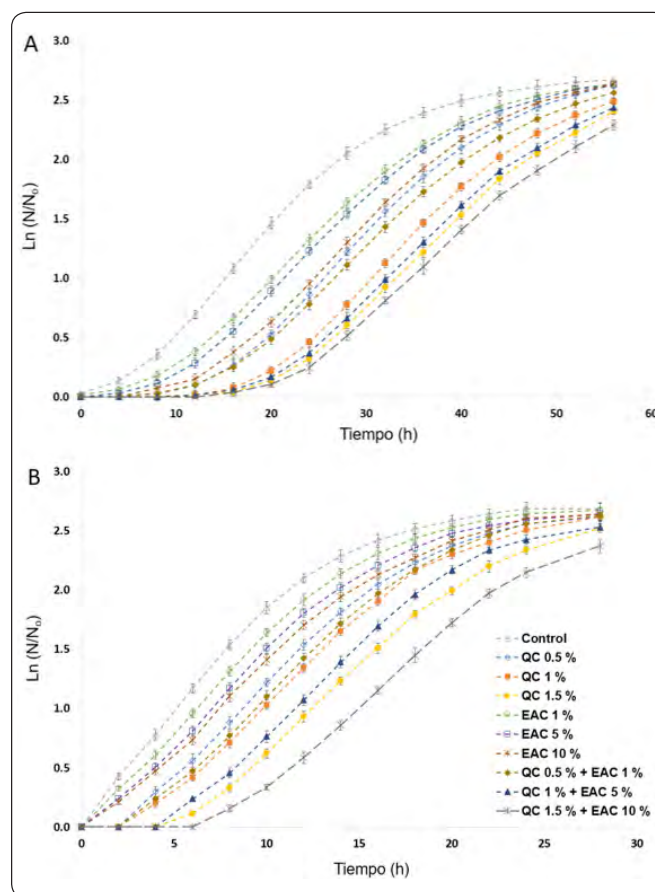 A
3.0
2.5
2.0
1.5
1.0
0.5
0.0
Ln (N/N₀)
0 10 20 30 40 50 60
Tiempo (h)
B
3.0
2.5
2.0
1.5
1.0
0.5
0.0
Ln (N/N₀)
Control
QC 0.5 %
QC 1 %
QC 1.5 %
EAC 1 %
EAC 5 %
EAC 10 %
QC 0.5 % + EAC 1 %
QC 1 % + EAC 5 %
QC 1.5 % + EAC 10 %
0 5 10 15 20 25 30
Tiempo (h)